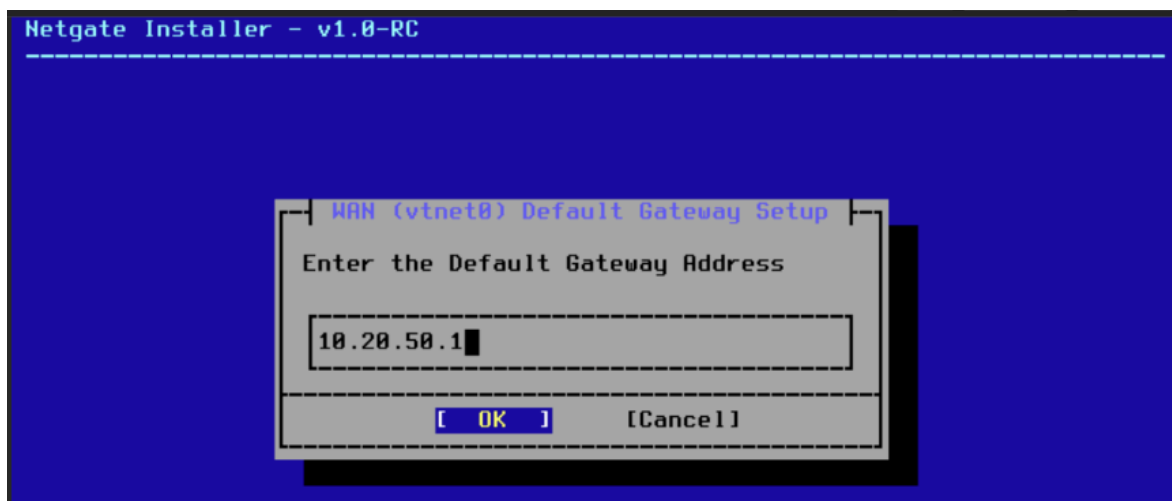 Netgate Installer - v1.0-RC
WAN (vtnet0) Default Gateway Setup
Enter the Default Gateway Address
10.20.50.1
[ OK ] [Cancel]